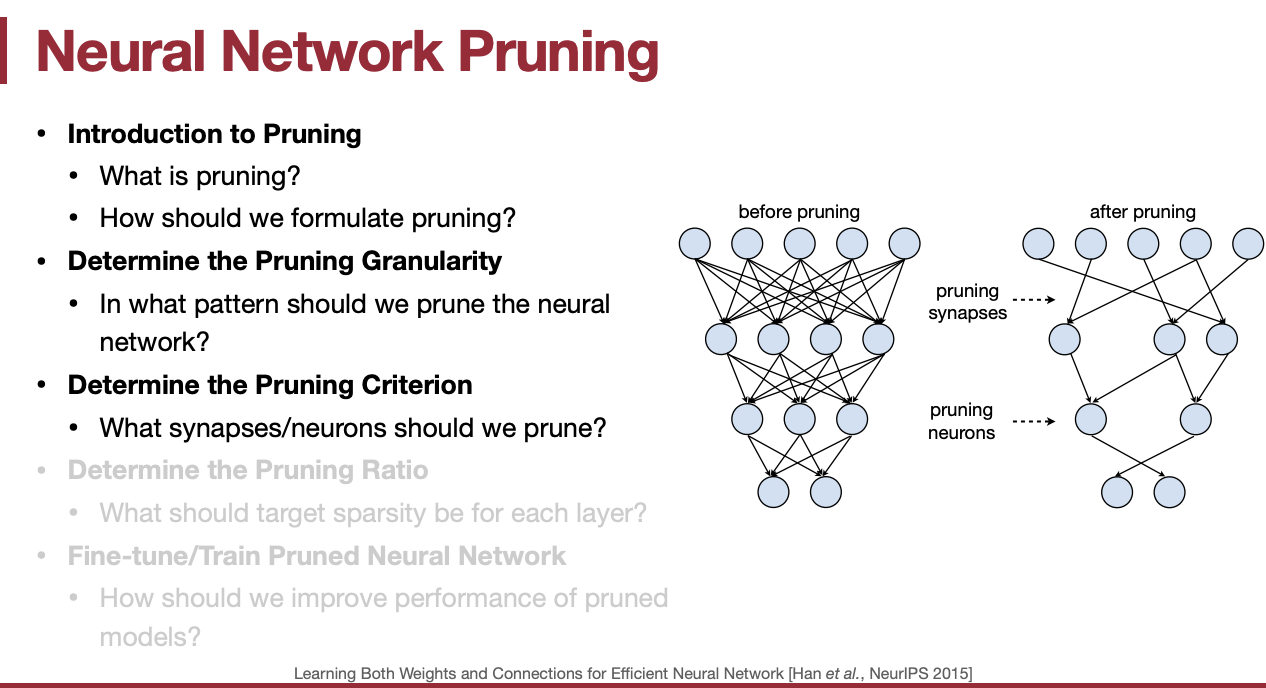 Neural Network Pruning
• Introduction to Pruning
• What is pruning?
• How should we formulate pruning?
• Determine the Pruning Granularity
• In what pattern should we prune the neural
network?
• Determine the Pruning Criterion
• What synapses/neurons should we prune?
• Determine the Pruning Ratio
• What should target sparsity be for each layer?
• Fine-tune/Train Pruned Neural Network
• How should we improve performance of pruned
models?
before pruning
after pruning
pruning
synapses
pruning
neurons
Learning Both Weights and Connections for Efficient Neural Network [Han et al., NeurIPS 2015]